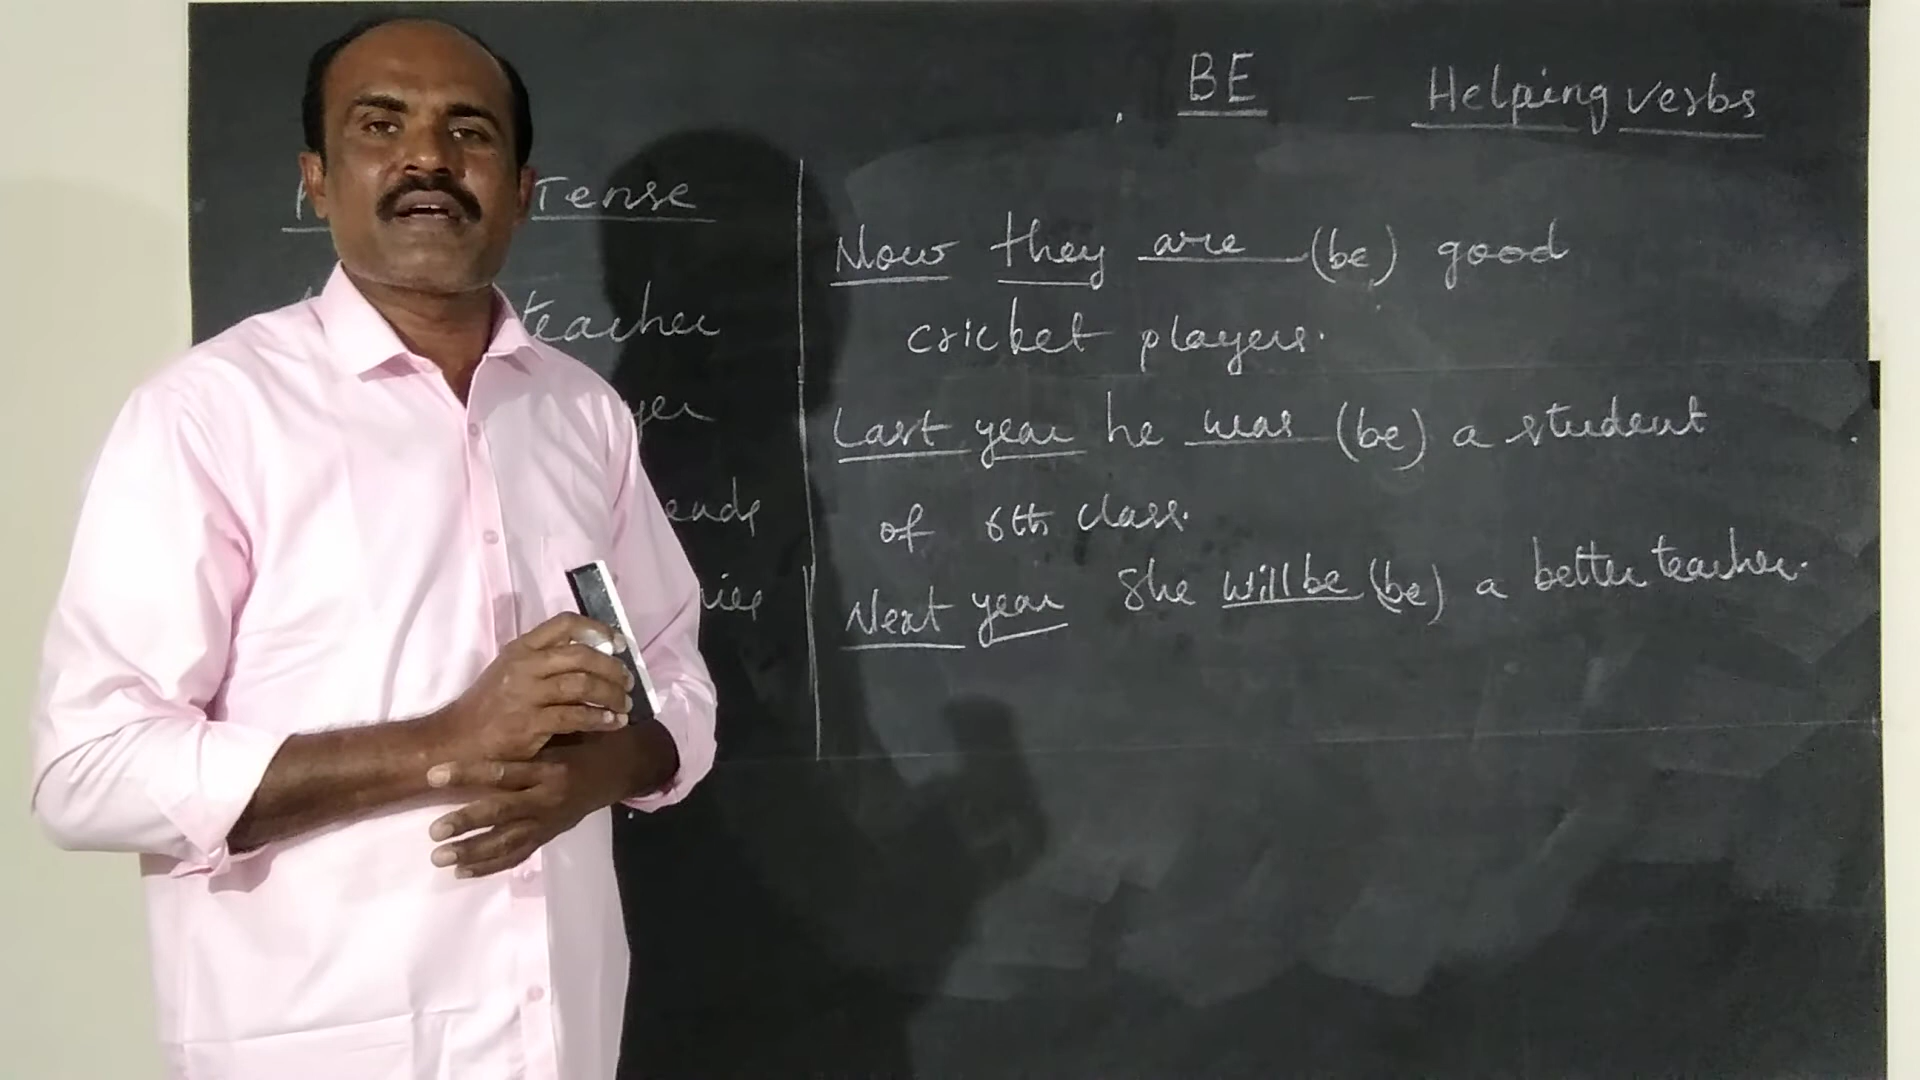 BE - Helping verbs
Tense
teacher
Now they are (be) good
cricket players.
Last year he was (be) a student
of 6th class.
Next year She will be (be) a better teacher.